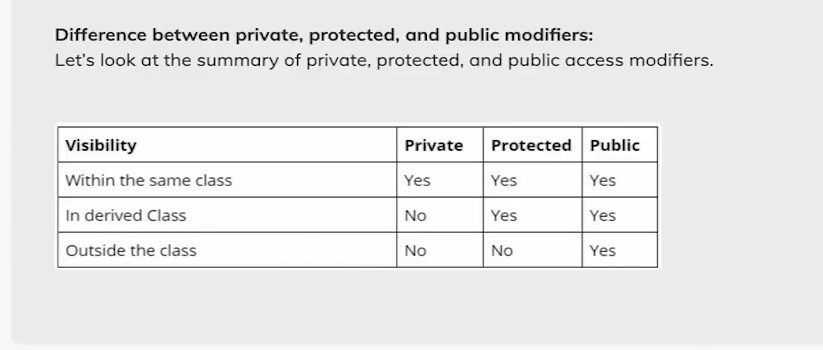 Difference between private, protected, and public modifiers:
Let's look at the summary of private, protected, and public access modifiers.
Visibility Private Protected Public
Within the same class Yes Yes Yes
In derived Class No Yes Yes
Outside the class No No Yes